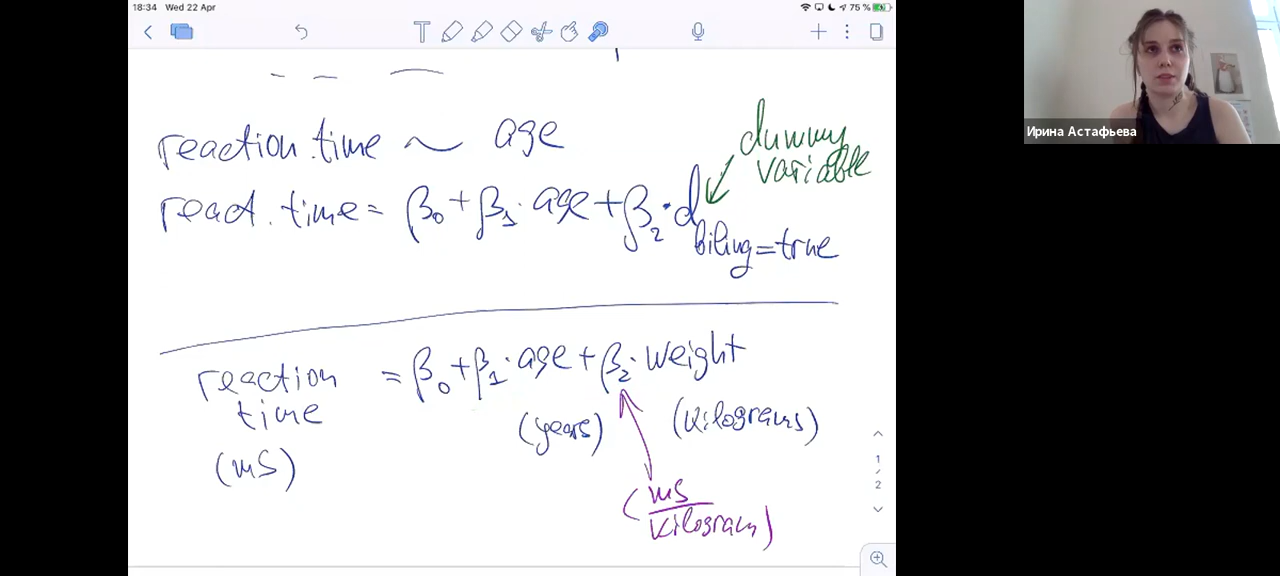 18:34 Wed 22 Apr
75 %
T
reaction.time ~ age
dummy
variable
react.time = β₀ + β₁ · age + β₂ · d
biling=true
reaction
time
= β₀ + β₁ · age + β₂ · weight
(years)
(kilograms)
(ms)
(ms
kilogram)
1
/
2
Ирина Астафьева